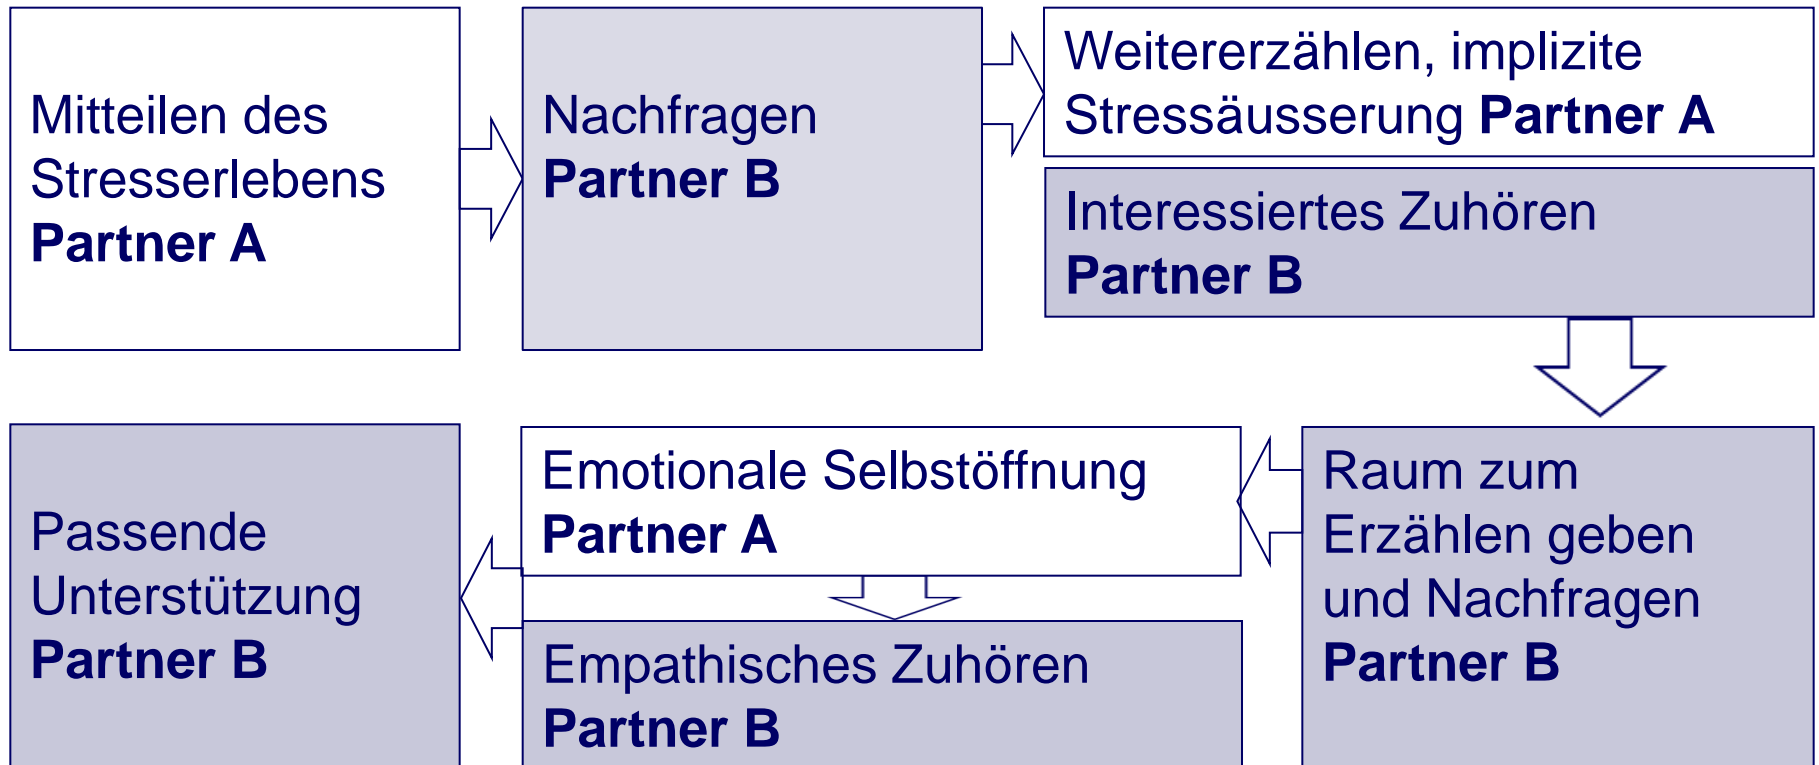 Mitteilen des
Stresserlebens
Partner A
Nachfragen
Partner B
Weitererzählen, implizite
Stressäusserung Partner A
Interessiertes Zuhören
Partner B
Raum zum
Erzählen geben
und Nachfragen
Partner B
Emotionale Selbstöffnung
Partner A
Empathisches Zuhören
Partner B
Passende
Unterstützung
Partner B